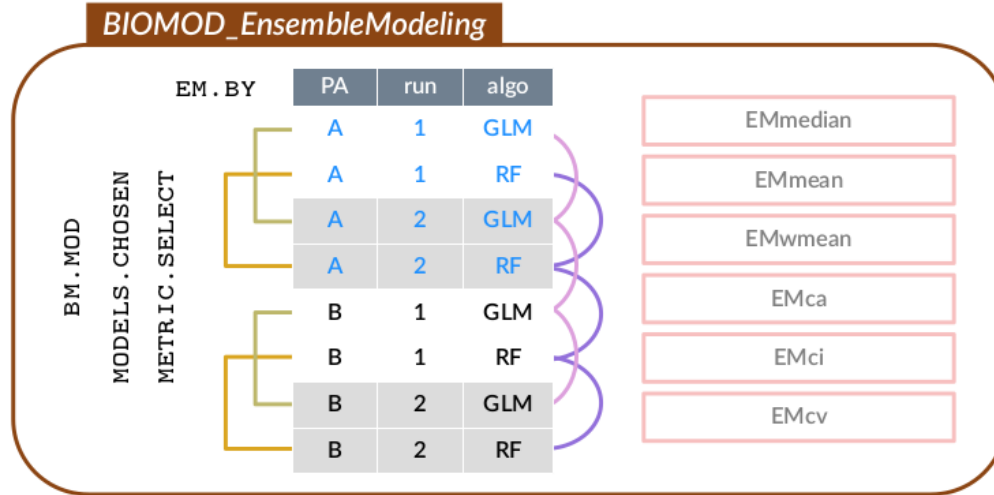 BIOMOD_EnsembleModeling
EM.BY
PA run algo
A 1 GLM
A 1 RF
A 2 GLM
A 2 RF
B 1 GLM
B 1 RF
B 2 GLM
B 2 RF
BM.MOD
MODELS.CHOSEN
METRIC.SELECT
EMmedian
EMmean
EMwmean
EMca
EMci
EMcv